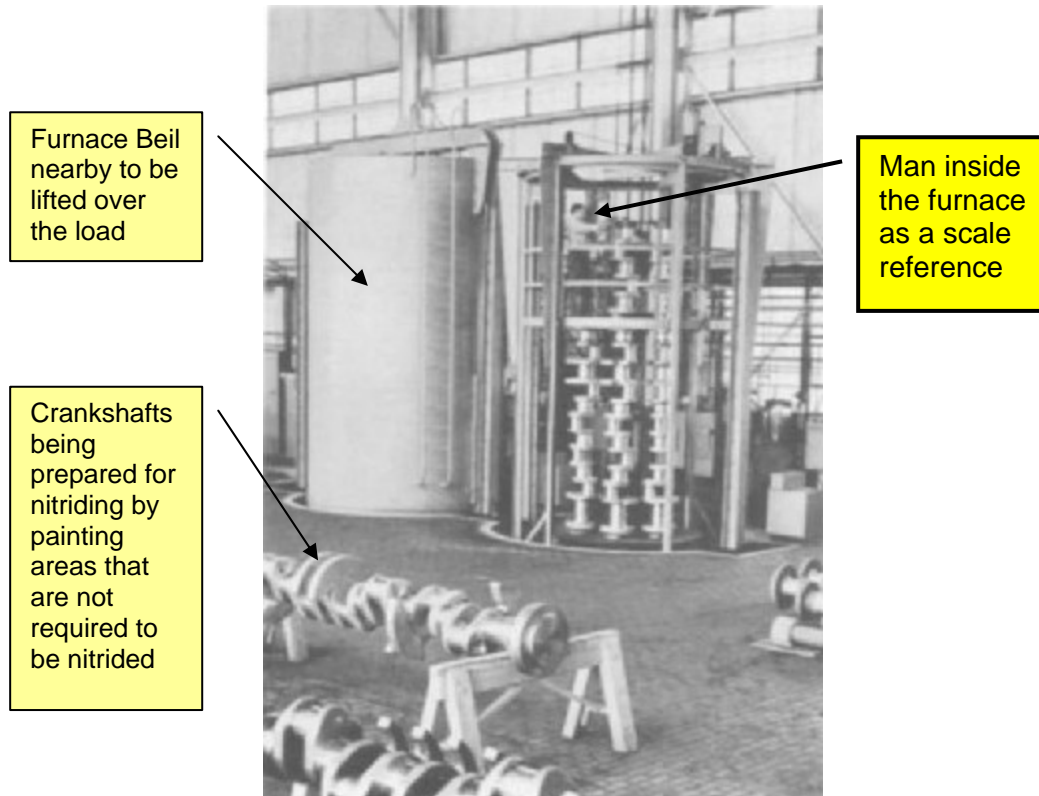 Furnace Beil
nearby to be
lifted over
the load
Man inside
the furnace
as a scale
reference
Crankshafts
being
prepared for
nitriding by
painting
areas that
are not
required to
be nitrided